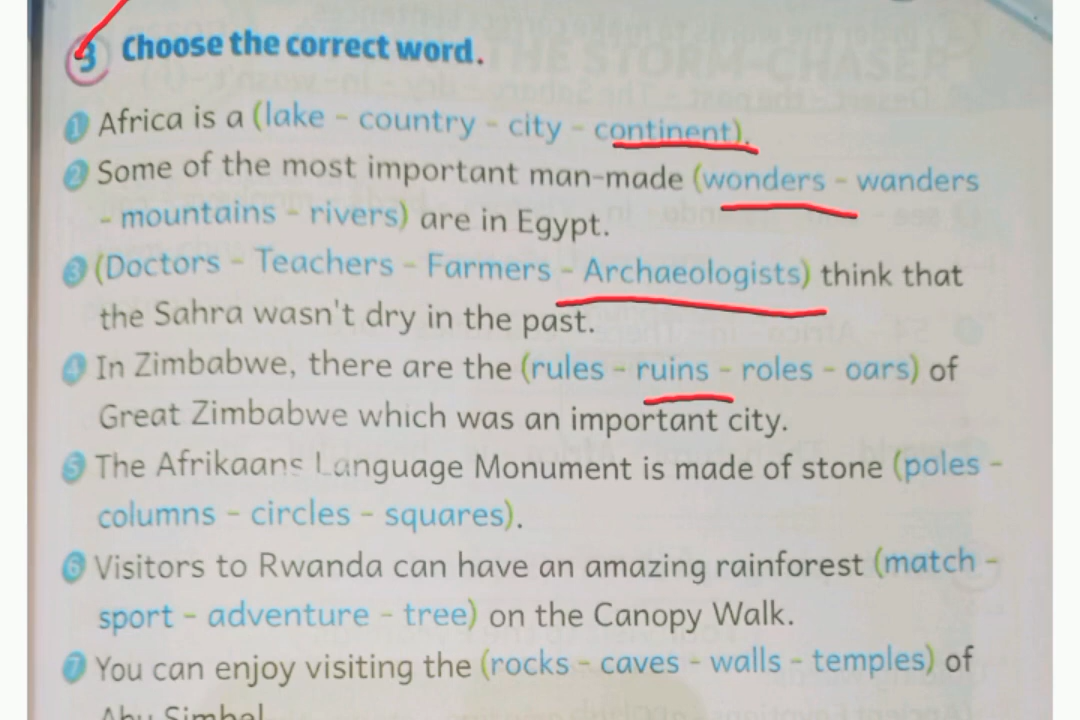 3 Choose the correct word.
1 Africa is a (lake - country - city - continent).
2 Some of the most important man-made (wonders - wanders
- mountains - rivers) are in Egypt.
3 (Doctors - Teachers - Farmers - Archaeologists) think that
the Sahra wasn't dry in the past.
4 In Zimbabwe, there are the (rules - ruins - roles - oars) of
Great Zimbabwe which was an important city.
5 The Afrikaans Language Monument is made of stone (poles -
columns - circles - squares).
6 Visitors to Rwanda can have an amazing rainforest (match -
sport - adventure - tree) on the Canopy Walk.
7 You can enjoy visiting the (rocks - caves - walls - temples) of
Abu Simbel